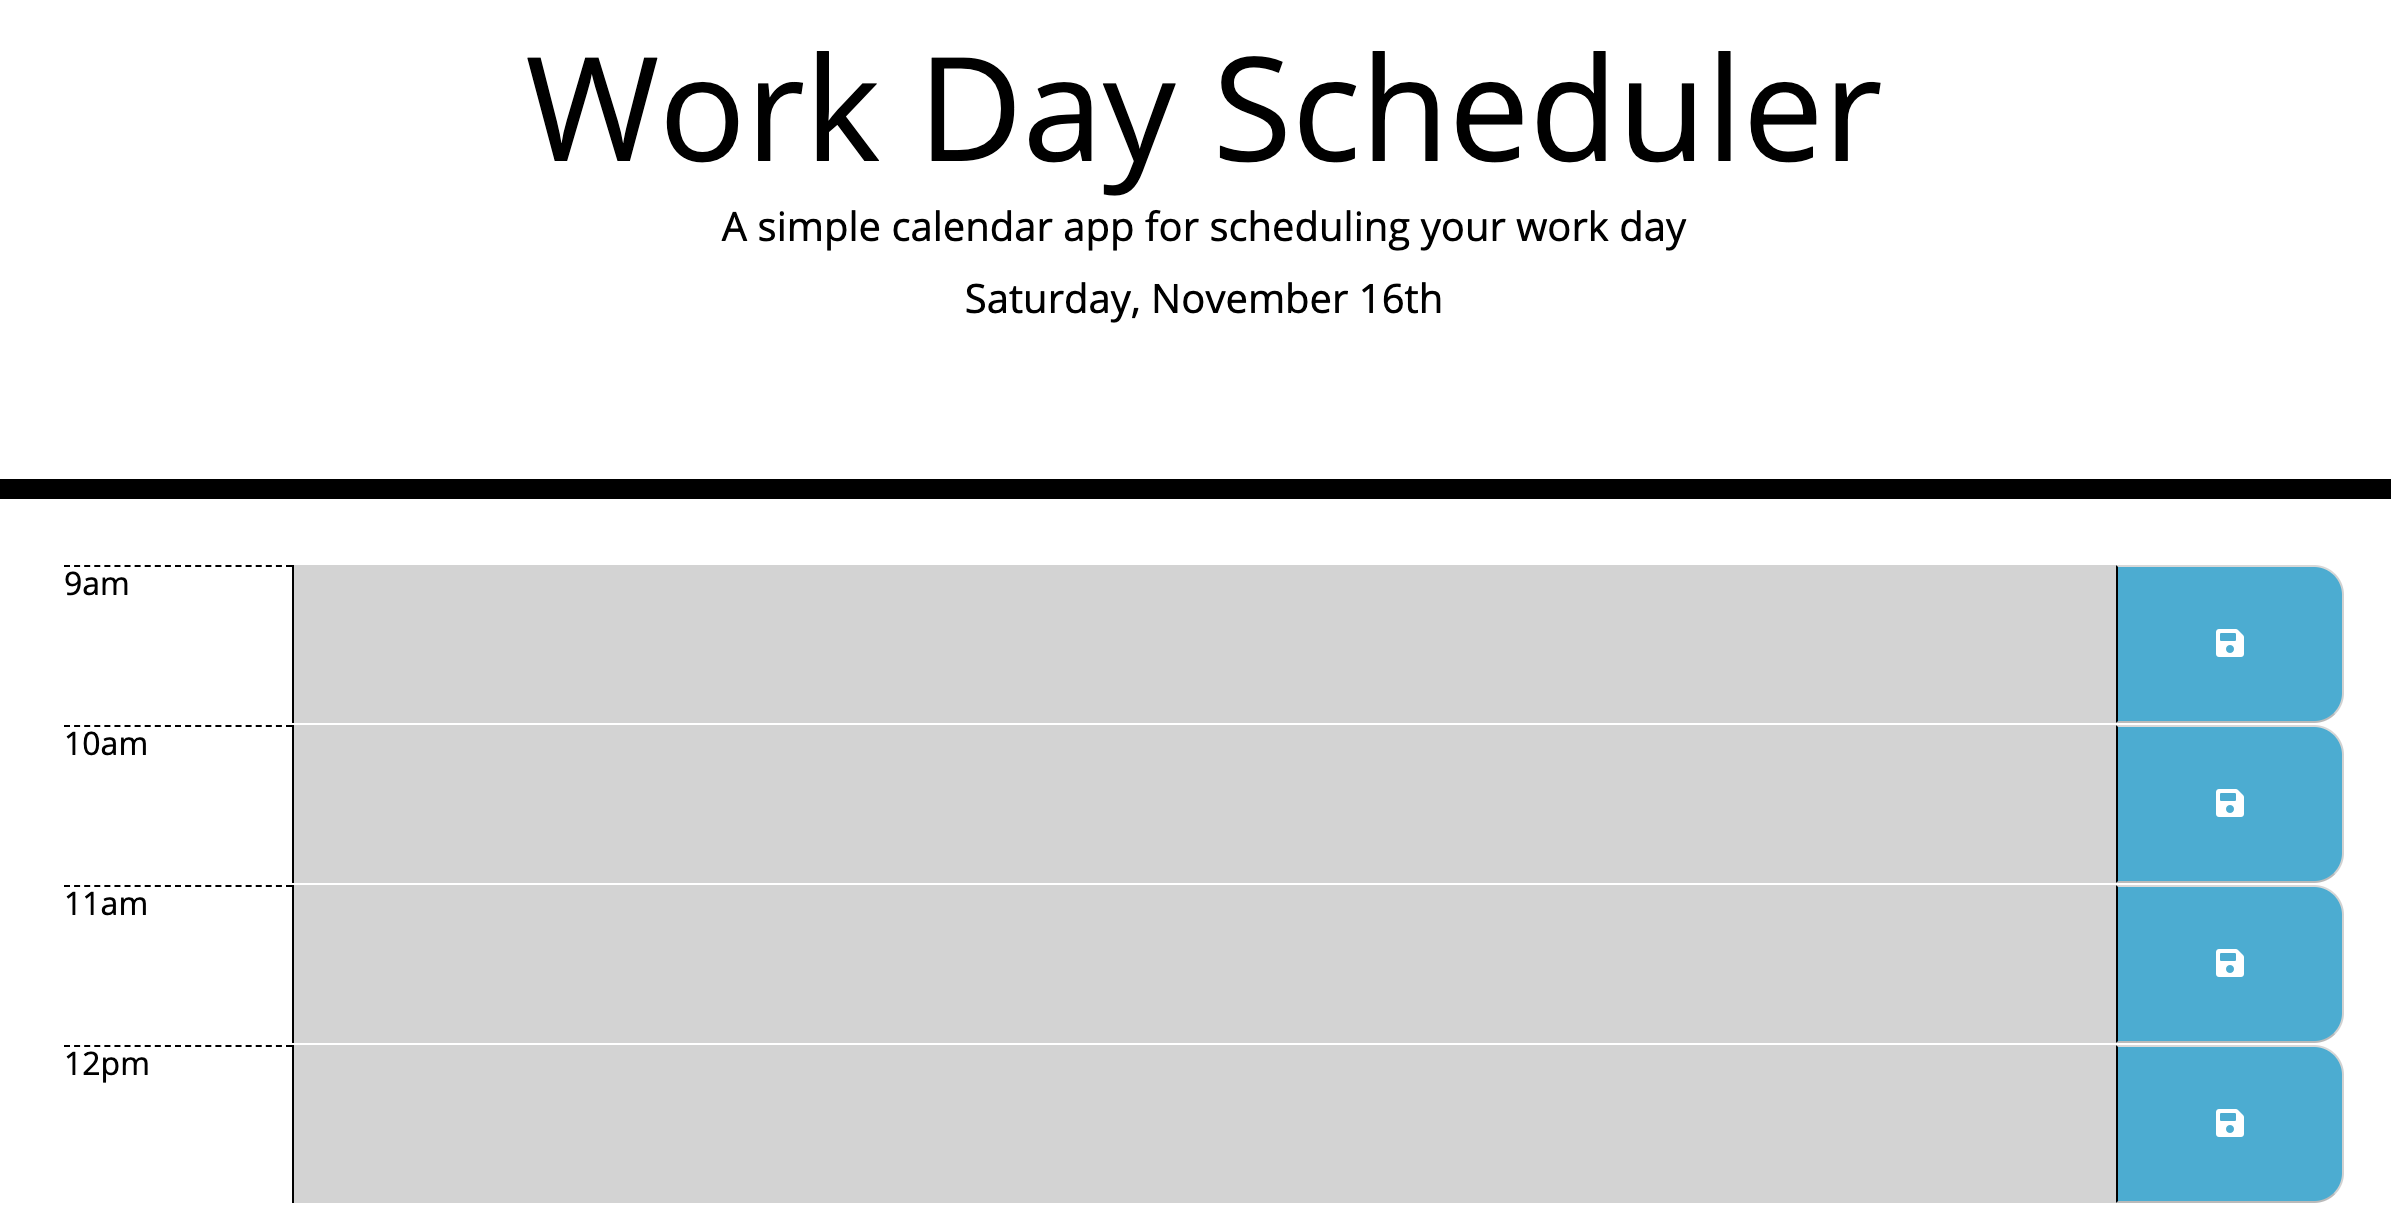 Work Day Scheduler
A simple calendar app for scheduling your work day
Saturday, November 16th
9am
10am
11am
12pm